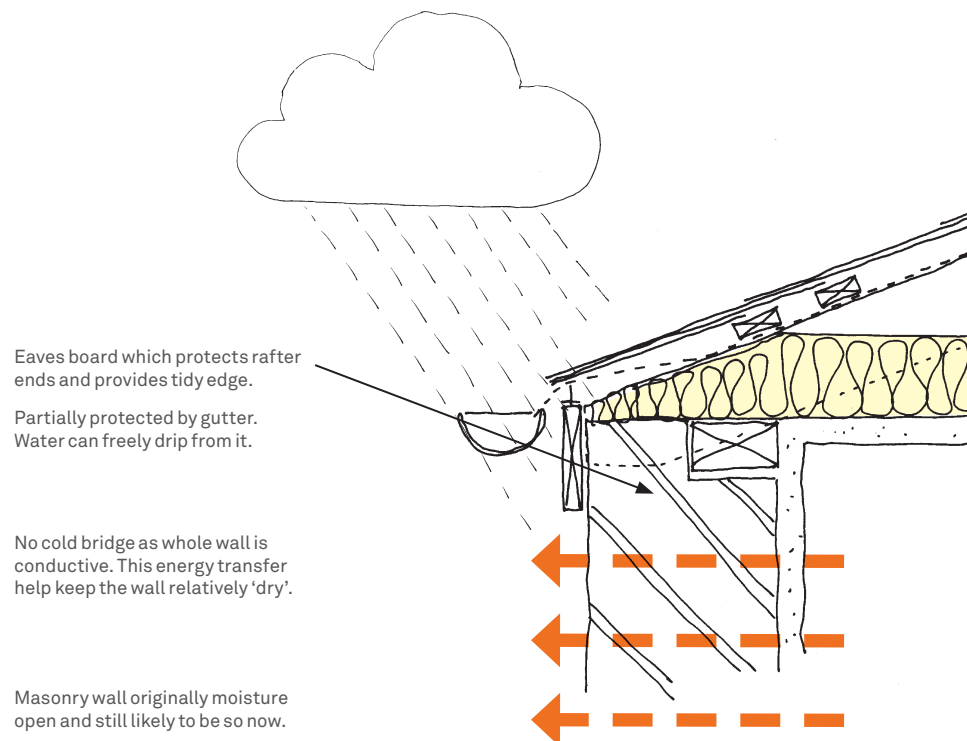 Eaves board which protects rafter
ends and provides tidy edge.
Partially protected by gutter.
Water can freely drip from it.
No cold bridge as whole wall is
conductive. This energy transfer
help keep the wall relatively ‘dry’.
Masonry wall originally moisture
open and still likely to be so now.